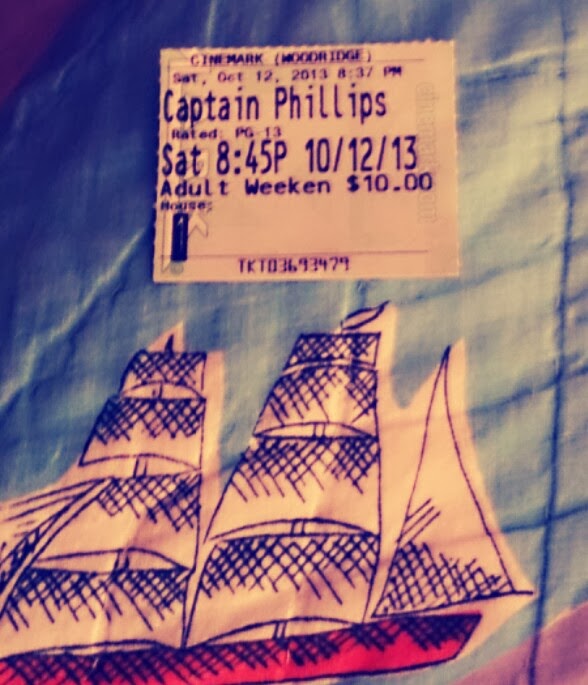 CINEMARK (WOODRIDGE)
Sat, Oct 12, 2013 8:37 PM
Captain Phillips
Rated: PG-13
Sat 8:45P 10/12/13
Adult Weeken $10.00
House:
1
TKT03693479